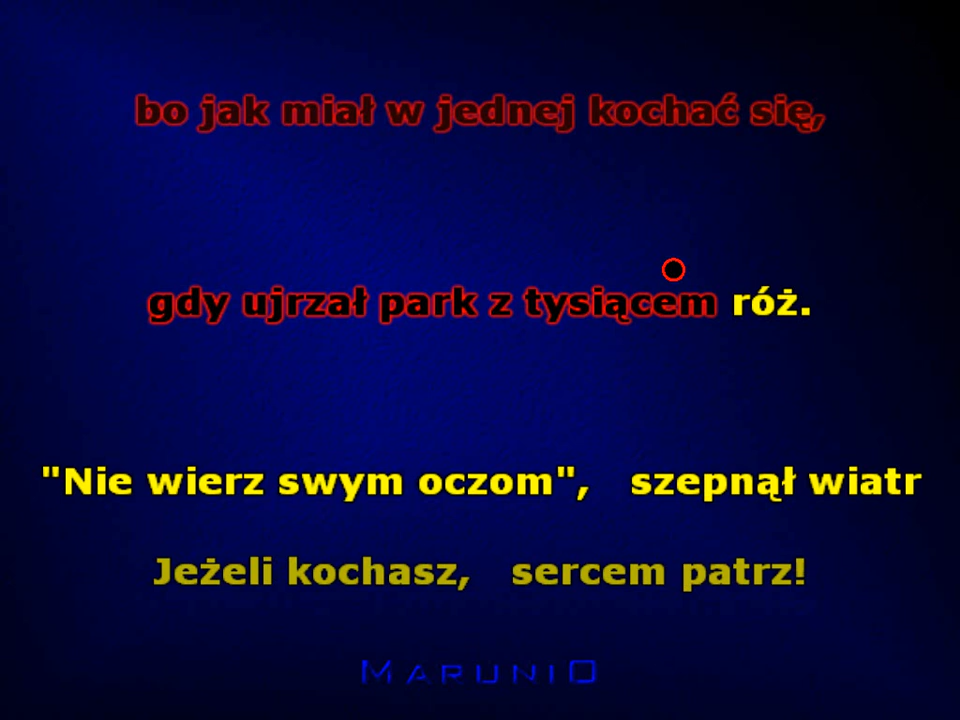 bo jak miał w jednej kochać się,
gdy ujrzał park z tysiącem róż.
"Nie wierz swym oczom", szepnął wiatr
Jeżeli kochasz, sercem patrz!
MARUNIO